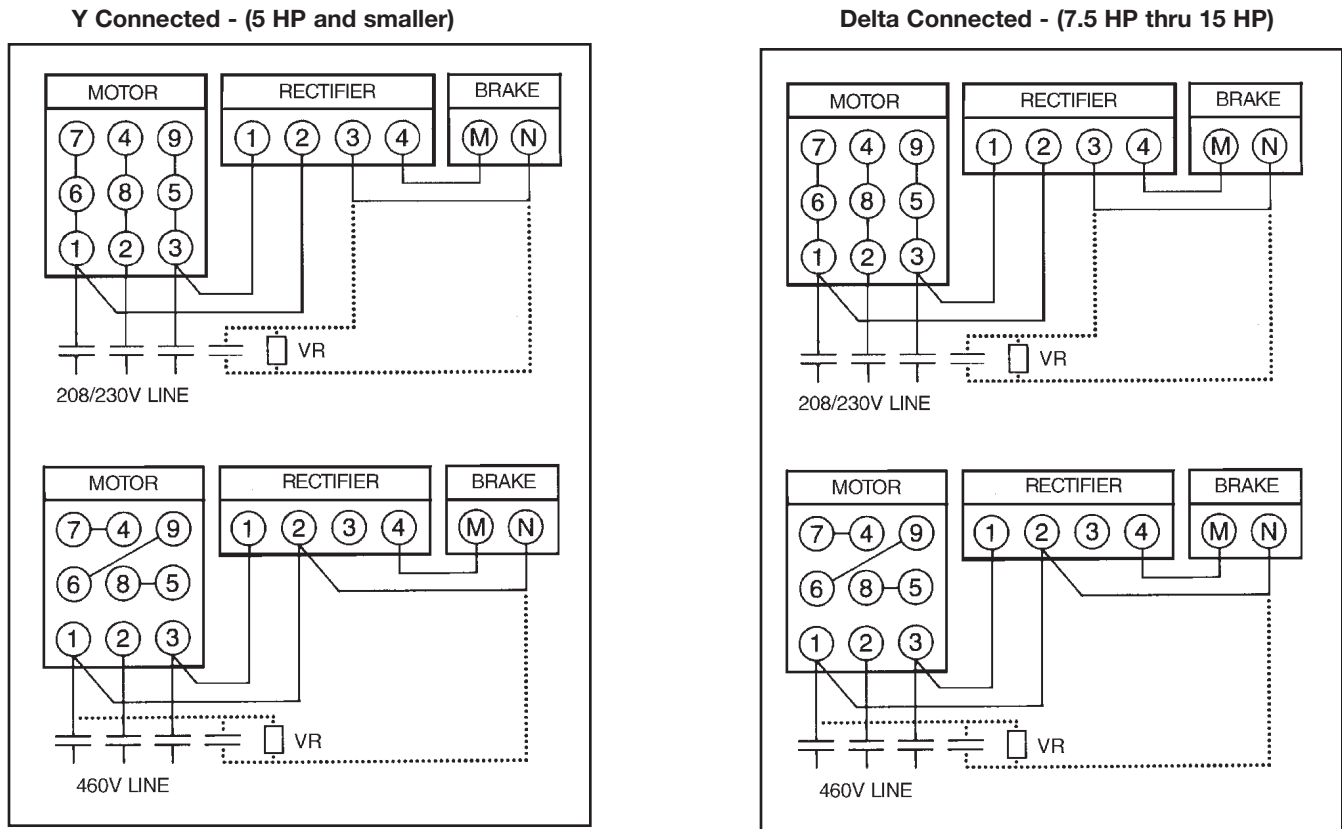 Y Connected - (5 HP and smaller)
MOTOR RECTIFIER BRAKE
7 4 9 1 2 3 4 M N
6 8 5
1 2 3
VR
208/230V LINE
MOTOR RECTIFIER BRAKE
7 4 9 1 2 3 4 M N
6 8 5
1 2 3
VR
460V LINE
Delta Connected - (7.5 HP thru 15 HP)
MOTOR RECTIFIER BRAKE
7 4 9 1 2 3 4 M N
6 8 5
1 2 3
VR
208/230V LINE
MOTOR RECTIFIER BRAKE
7 4 9 1 2 3 4 M N
6 8 5
1 2 3
VR
460V LINE